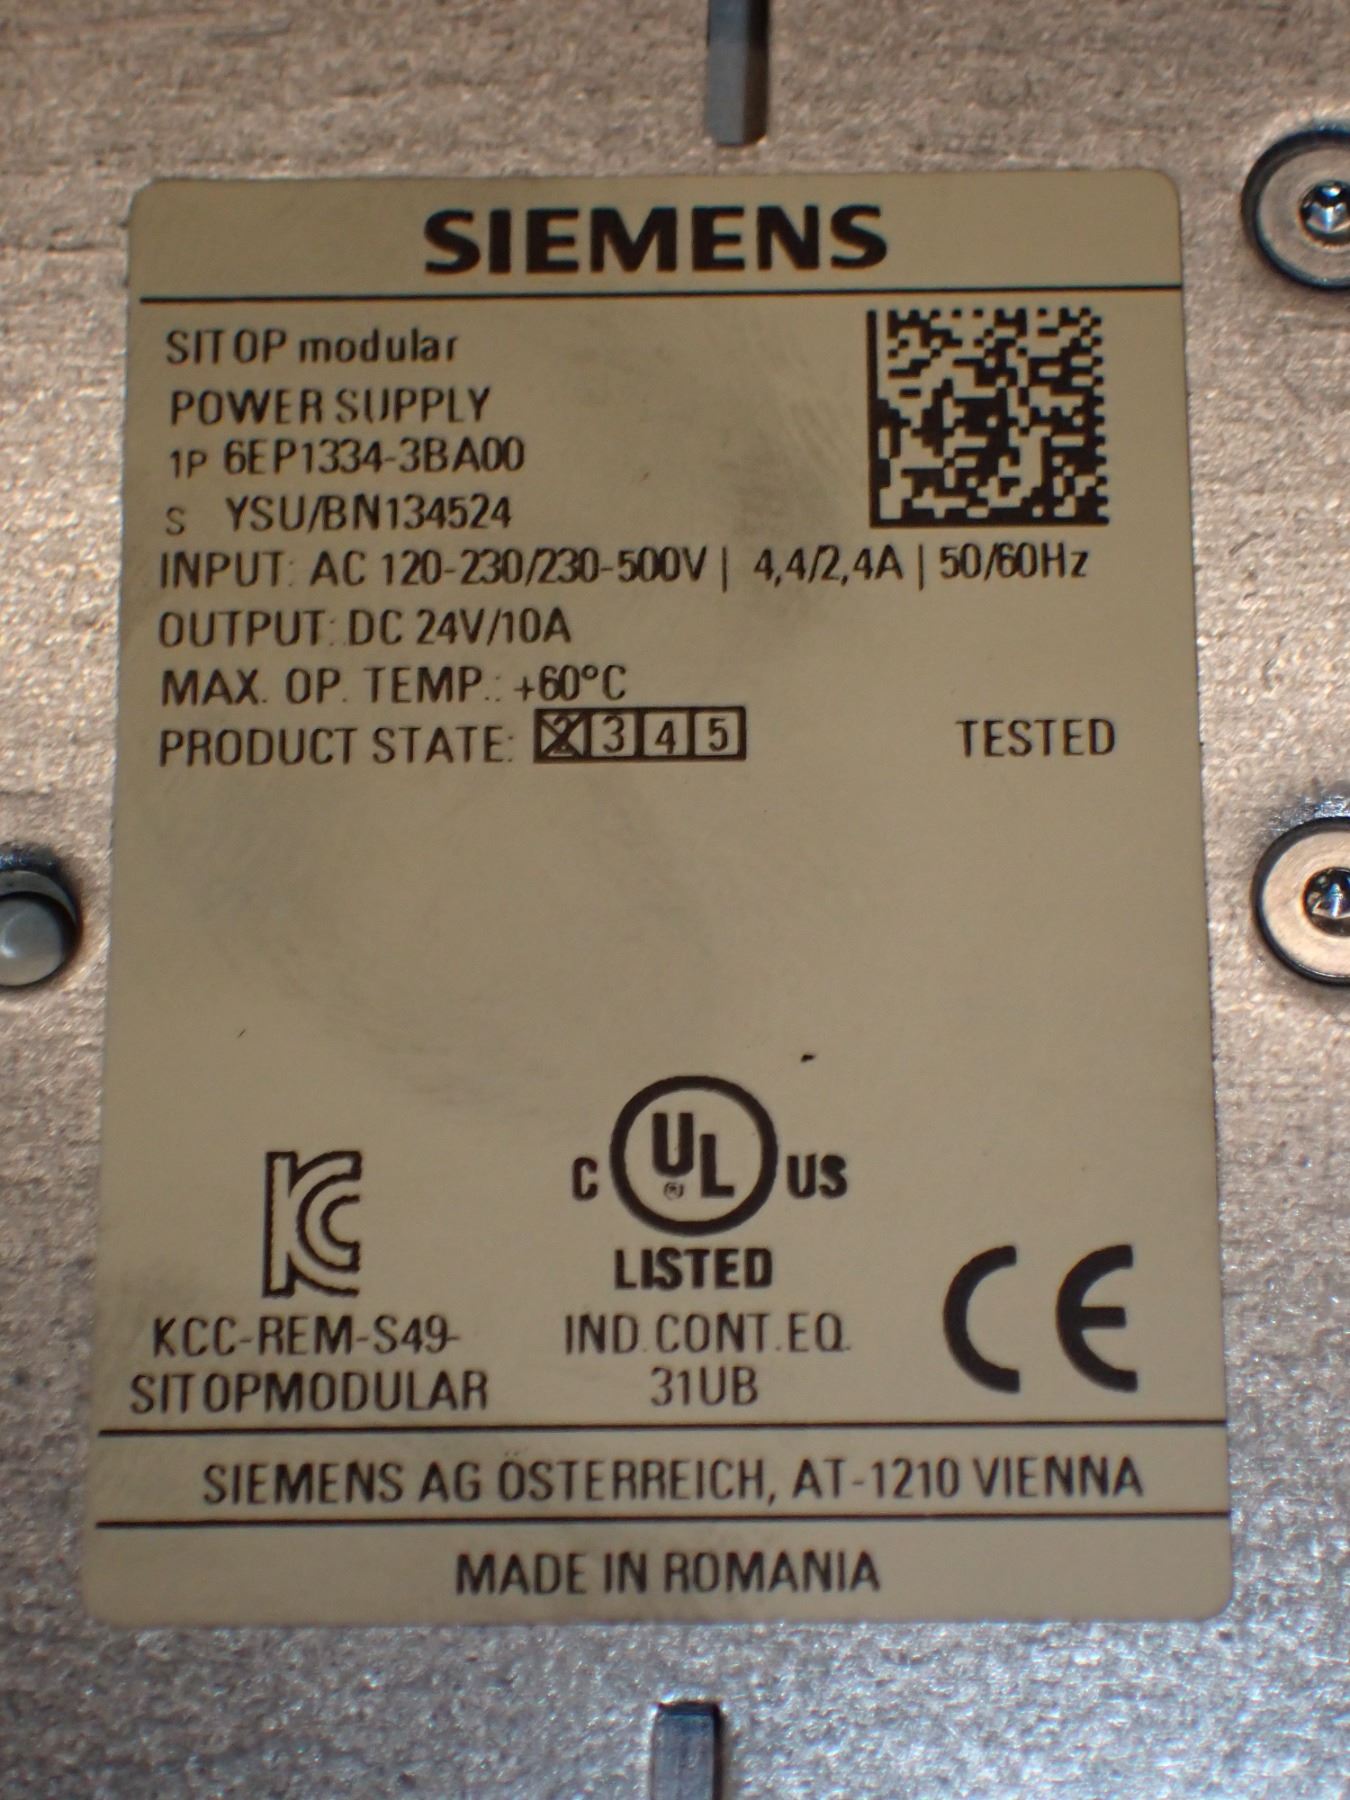 SIEMENS
SITOP modular
POWER SUPPLY
1P 6EP1334-3BA00
S YSU/BN134524
INPUT: AC 120-230/230-500V | 4,4/2,4A | 50/60Hz
OUTPUT: DC 24V/10A
MAX. OP. TEMP.: +60°C
PRODUCT STATE: 2 3 4 5 TESTED
C UL ® US
LISTED
KC
KCC-REM-S49-
SITOPMODULAR
IND.CONT.EQ.
31UB
CE
SIEMENS AG ÖSTERREICH, AT-1210 VIENNA
MADE IN ROMANIA